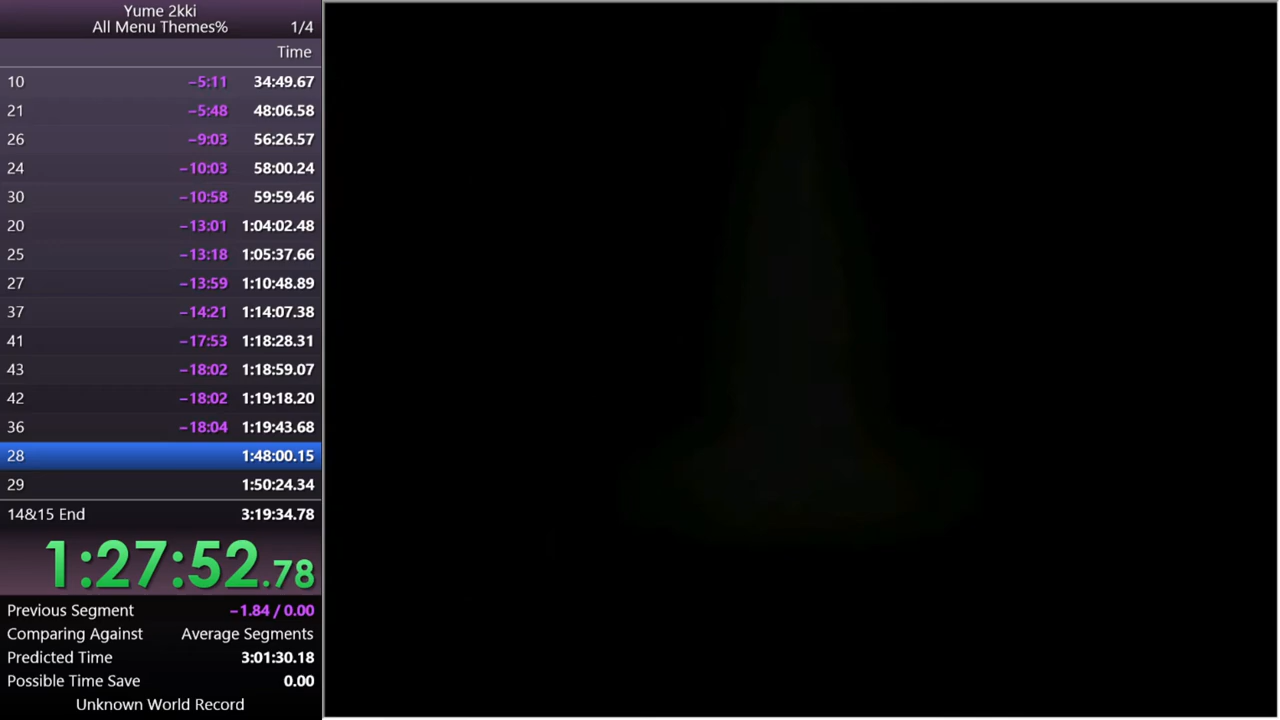 Yume 2kki
All Menu Themes% 1/4
Time
10 −5:11 34:49.67
21 −5:48 48:06.58
26 −9:03 56:26.57
24 −10:03 58:00.24
30 −10:58 59:59.46
20 −13:01 1:04:02.48
25 −13:18 1:05:37.66
27 −13:59 1:10:48.89
37 −14:21 1:14:07.38
41 −17:53 1:18:28.31
43 −18:02 1:18:59.07
42 −18:02 1:19:18.20
36 −18:04 1:19:43.68
28 1:48:00.15
29 1:50:24.34
14&15 End 3:19:34.78
1:27:52.78
Previous Segment −1.84 / 0.00
Comparing Against Average Segments
Predicted Time 3:01:30.18
Possible Time Save 0.00
Unknown World Record